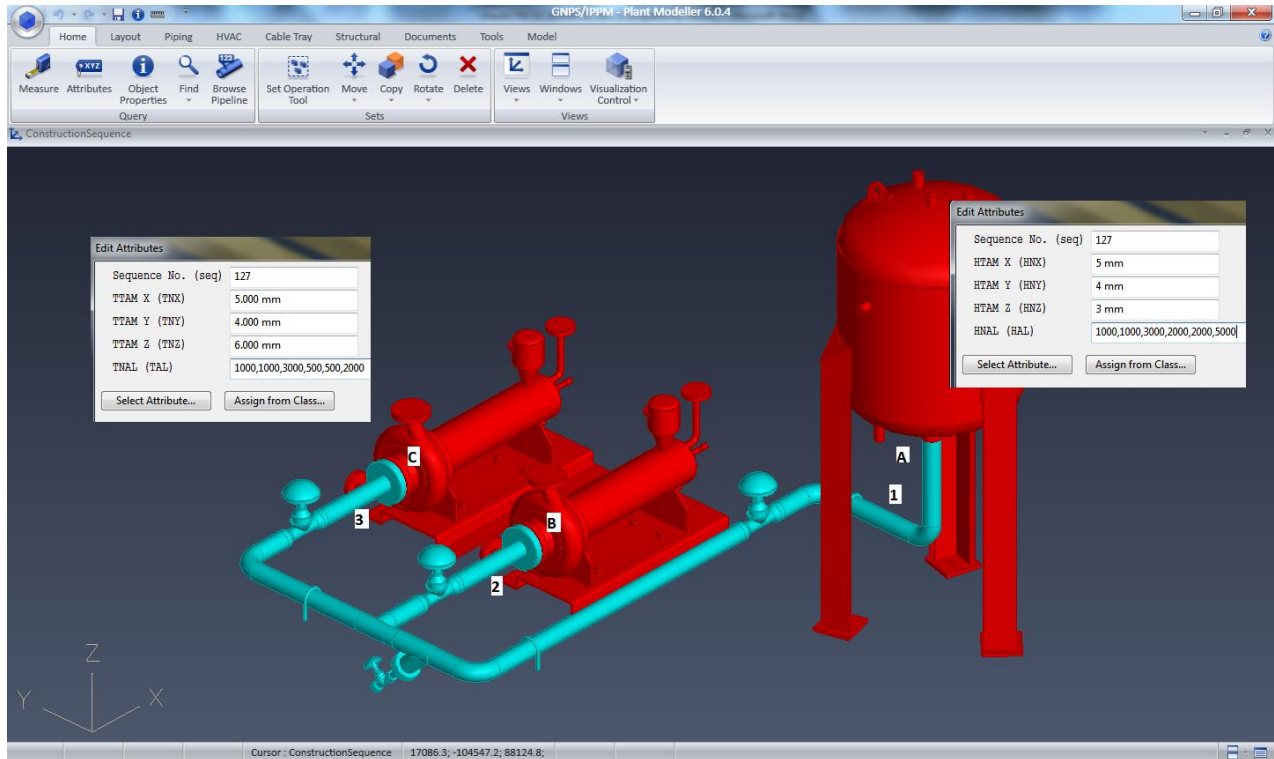 GNPS/IPPM - Plant Modeller 6.0.4
Home Layout Piping HVAC Cable Tray Structural Documents Tools Model
Measure Attributes Object Properties Find Browse Pipeline Set Operation Tool Move Copy Rotate Delete Views Windows Visualization Control
Query Sets Views
ConstructionSequence
Edit Attributes
Sequence No. (seq) 127
TTAM X (TNX) 5.000 mm
TTAM Y (TNY) 4.000 mm
TTAM Z (TNZ) 6.000 mm
TNAL (TAL) 1000,1000,3000,500,500,2000
Select Attribute... Assign from Class...
Edit Attributes
Sequence No. (seq) 127
HTAM X (HNX) 5 mm
HTAM Y (HNY) 4 mm
HTAM Z (HNZ) 3 mm
HNAL (HAL) 1000,1000,3000,2000,2000,5000
Select Attribute... Assign from Class...
C
A
1
3
B
2
Z
Y X
Cursor : ConstructionSequence 17086.3; -104547.2; 88124.8;